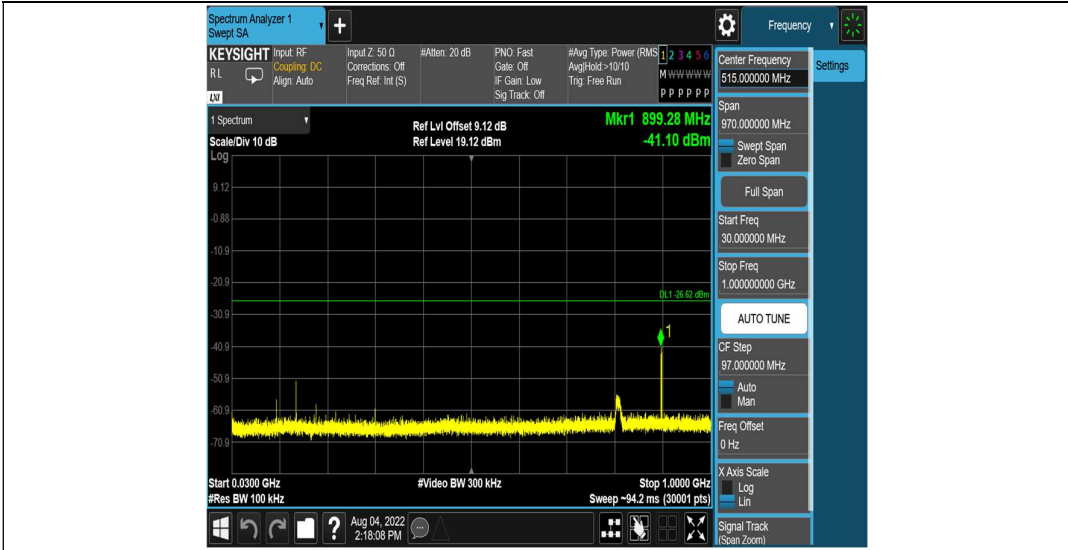 Spectrum Analyzer 1
Swept SA
+
Frequency
KEYSIGHT
RL
LXI
Input: RF
Coupling: DC
Align: Auto
Input Z: 50 Ω
Corrections: Off
Freq Ref: Int (S)
#Atten: 20 dB
PNO: Fast
Gate: Off
IF Gain: Low
Sig Track: Off
#Avg Type: Power (RMS
Avg|Hold:>10/10
Trig: Free Run
1 2 3 4 5 6
M W W W W W
P P P P P P
1 Spectrum
Scale/Div 10 dB
Ref Lvl Offset 9.12 dB
Ref Level 19.12 dBm
Mkr1 899.28 MHz
-41.10 dBm
Log
9.12
-0.88
-10.9
-20.9
-30.9
-40.9
-50.9
-60.9
-70.9
DL1 -26.62 dBm
1
Start 0.0300 GHz
#Res BW 100 kHz
#Video BW 300 kHz
Stop 1.0000 GHz
Sweep ~94.2 ms (30001 pts)
?
Aug 04, 2022
2:18:08 PM
Center Frequency
515.000000 MHz
Settings
Span
970.000000 MHz
Swept Span
Zero Span
Full Span
Start Freq
30.000000 MHz
Stop Freq
1.000000000 GHz
AUTO TUNE
CF Step
97.000000 MHz
Auto
Man
Freq Offset
0 Hz
X Axis Scale
Log
Lin
Signal Track
(Span Zoom)